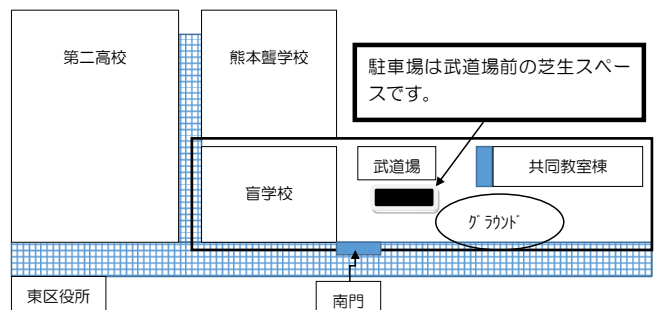 第二高校
熊本聾学校
駐車場は武道場前の芝生スペー
スです。
盲学校
武道場
共同教室棟
ｸﾞﾗｳﾝﾄﾞ
東区役所
南門